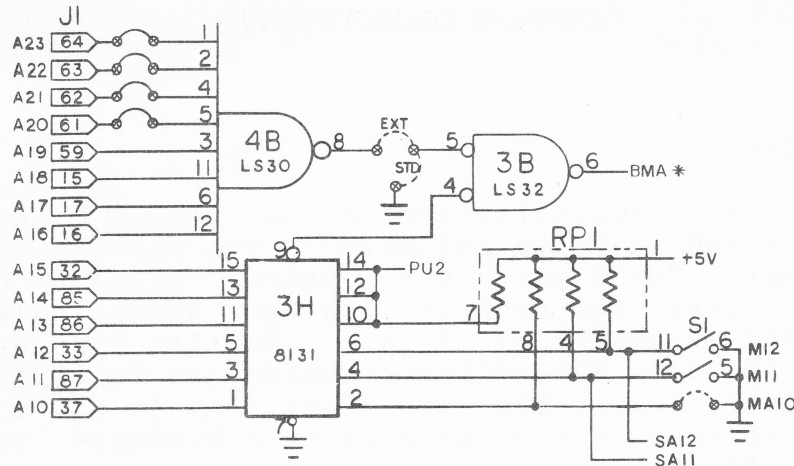 J1
A23 64 1
A22 63 2
A21 62 4
A20 61 5
A19 59 3
A18 15 11
A17 17 6
A16 16 12
4B
LS30
8
EXT
STD
5
4
3B
LS32
6
BMA *
9
A15 32 15
A14 85 13
A13 86 11
A12 33 5
A11 87 3
A10 37 1
3H
8131
7
14
12
10
6
4
2
PU2
RP1
1
+5V
7
8
4
5
S1
11
6
M12
12
5
M11
MA10
SA12
SA11